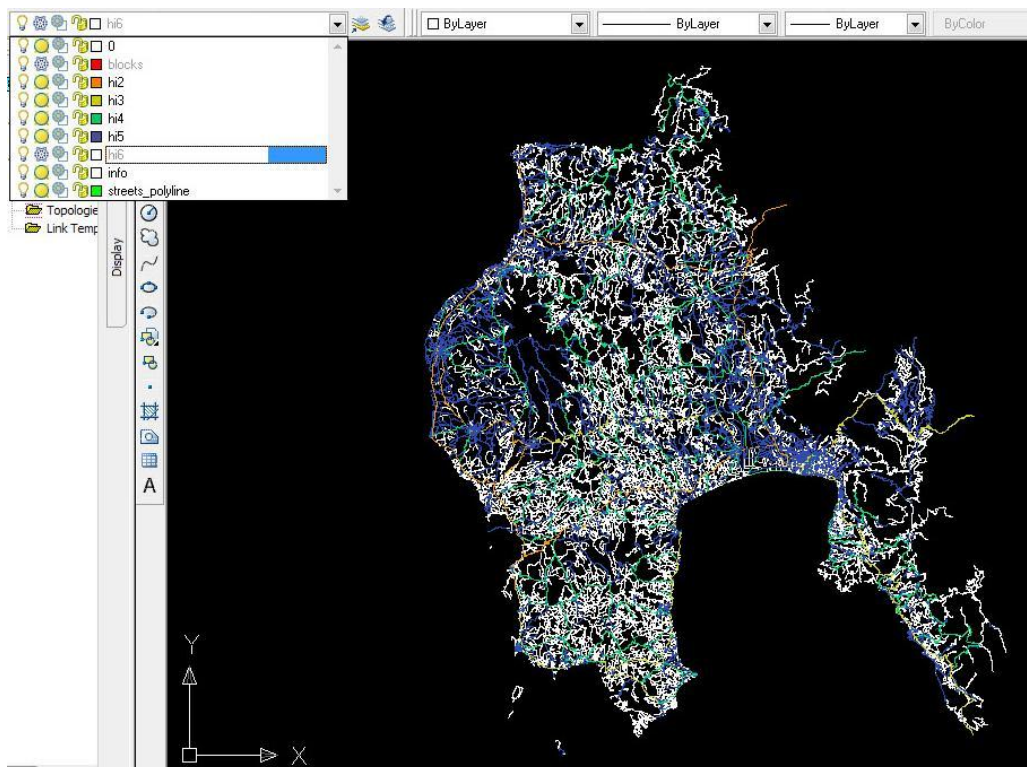 hi6
ByLayer
ByLayer
ByLayer
ByColor
0
blocks
hi2
hi3
hi4
hi5
hi6
info
streets_polyline
Topologie
Link Temp
Display
A
Y
X